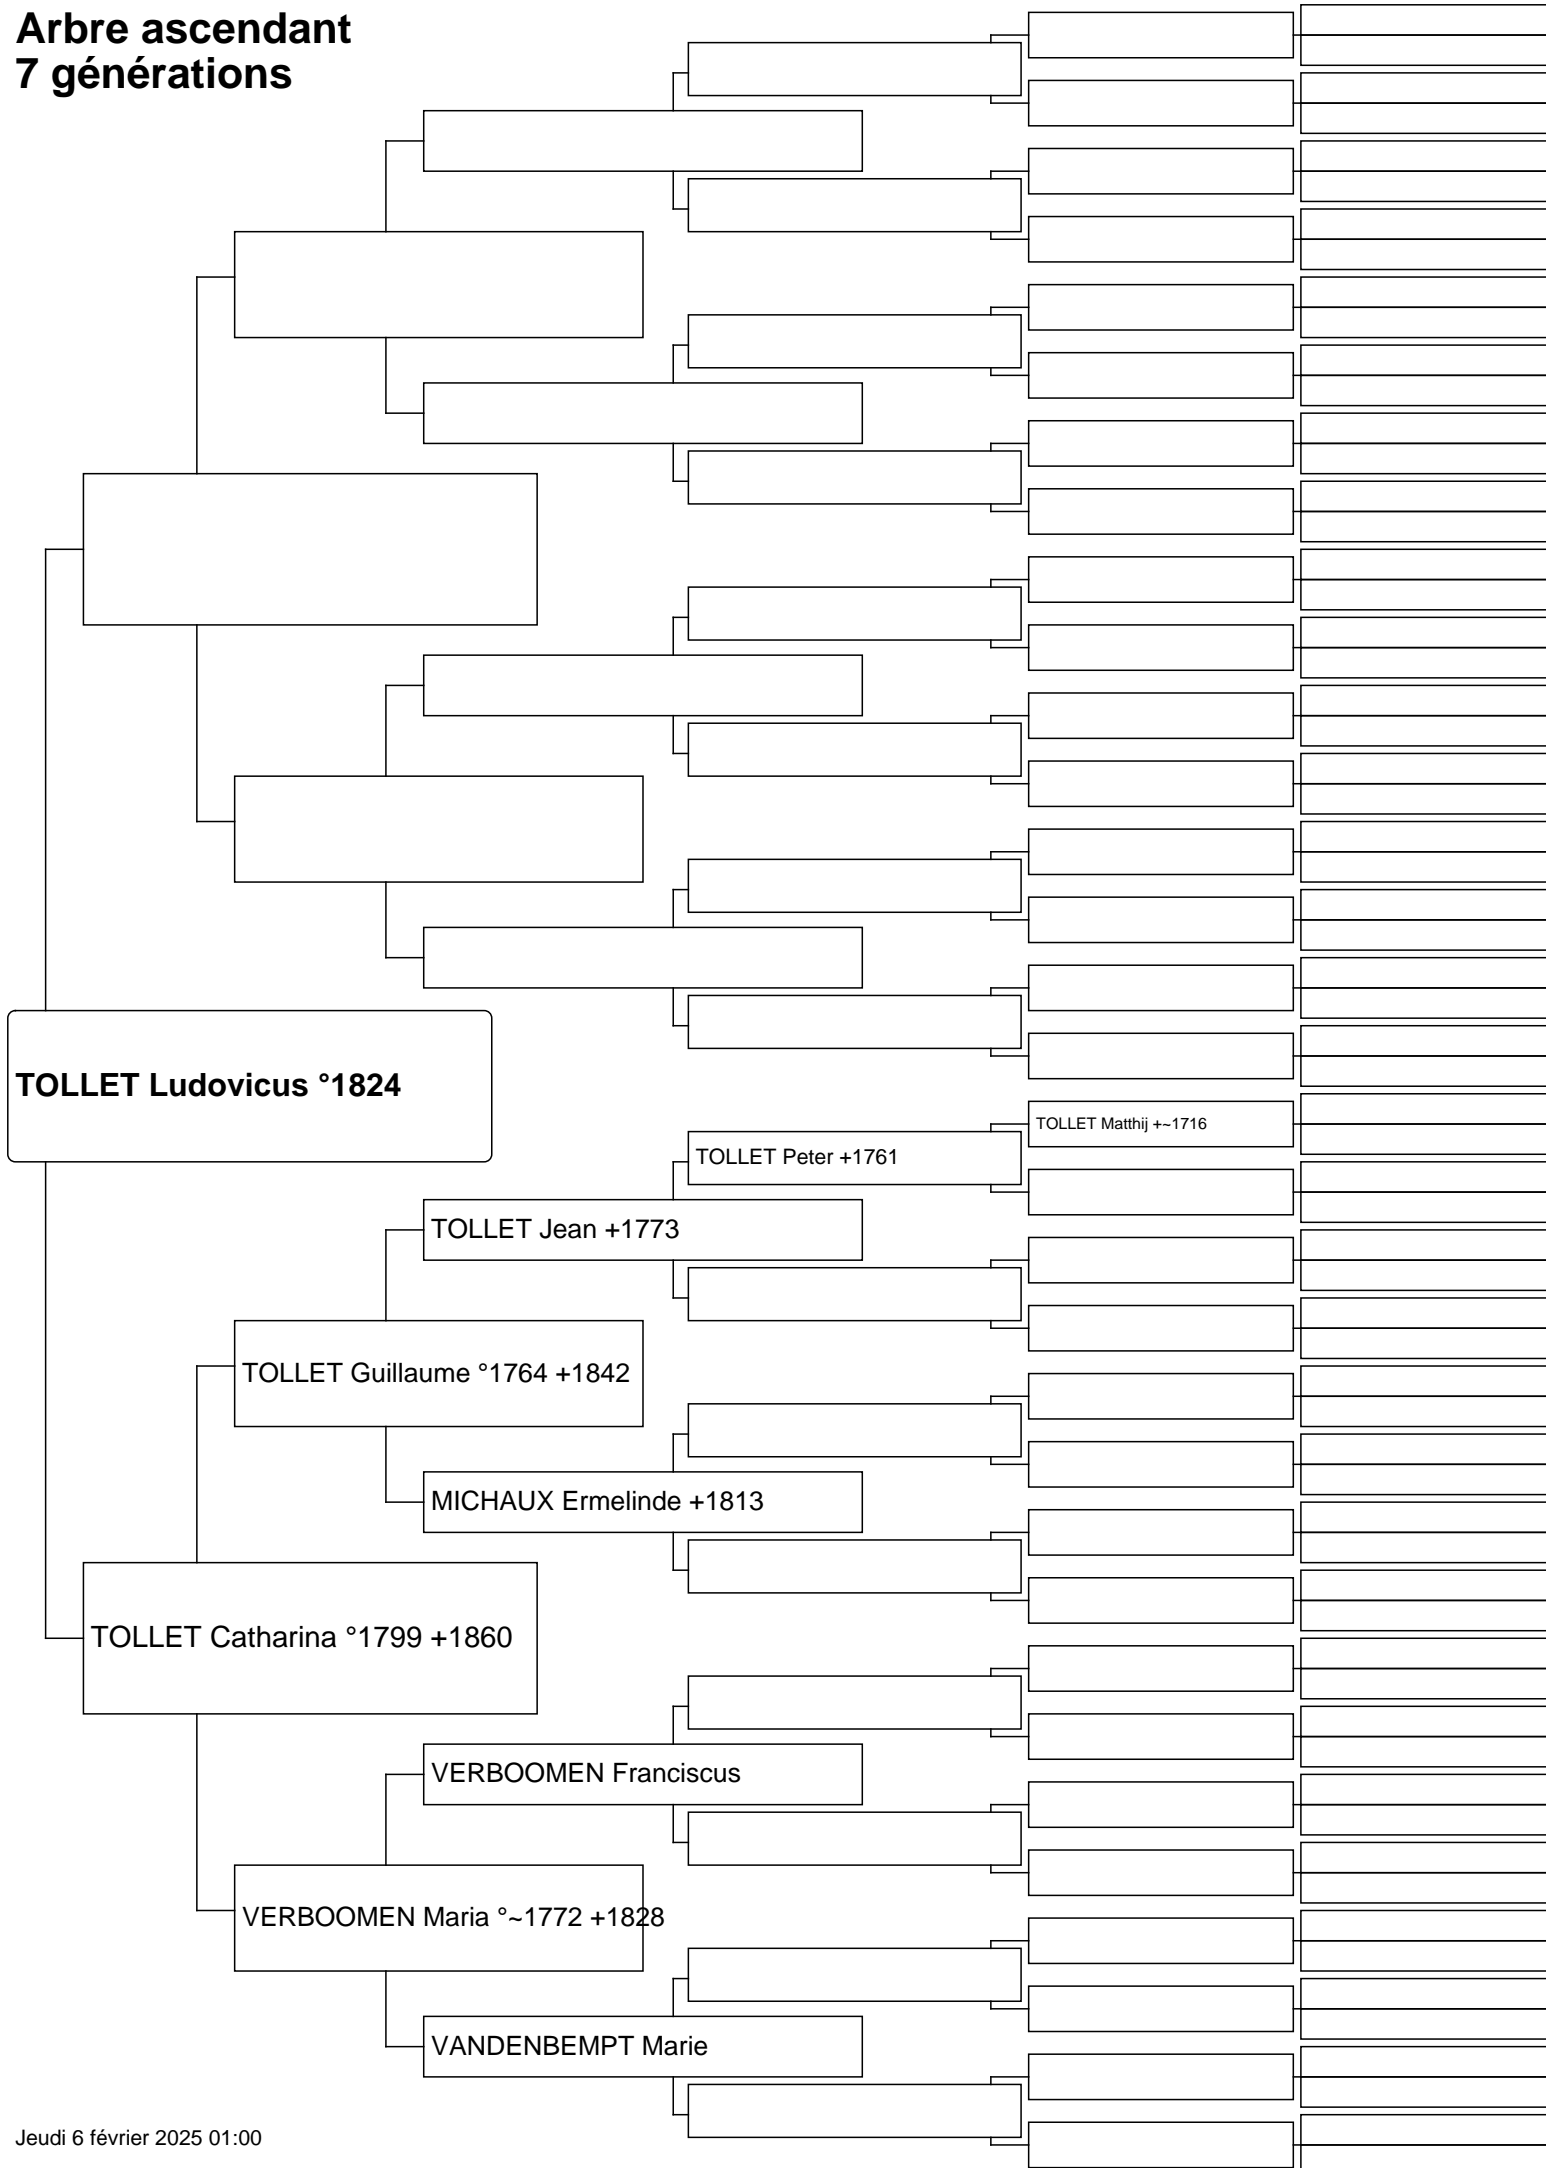 Arbre ascendant
7 générations
TOLLET Ludovicus °1824
TOLLET Matthij +~1716
TOLLET Peter +1761
TOLLET Jean +1773
TOLLET Guillaume °1764 +1842
MICHAUX Ermelinde +1813
TOLLET Catharina °1799 +1860
VERBOOMEN Franciscus
VERBOOMEN Maria °~1772 +1828
VANDENBEMPT Marie
Jeudi 6 février 2025 01:00